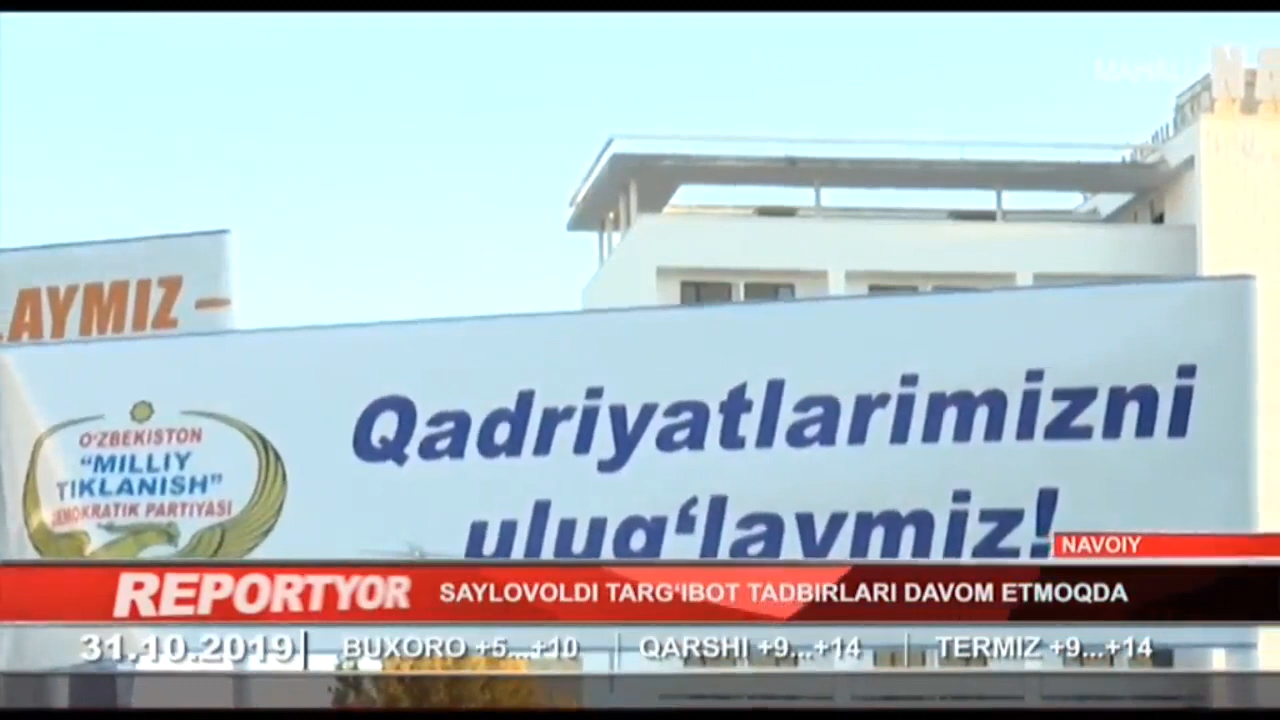 .AYMIZ –
O‘ZBEKISTON
“MILLIY
TIKLANISH”
DEMOKRATIK PARTIYASI
Qadriyatlarimizni
ulug‘laymiz!
NAVOIY
REPORTYOR
SAYLOVOLDI TARG‘IBOT TADBIRLARI DAVOM ETMOQDA
31.10.2019 BUXORO +5...+10 QARSHI +9...+14 TERMIZ +9...+14